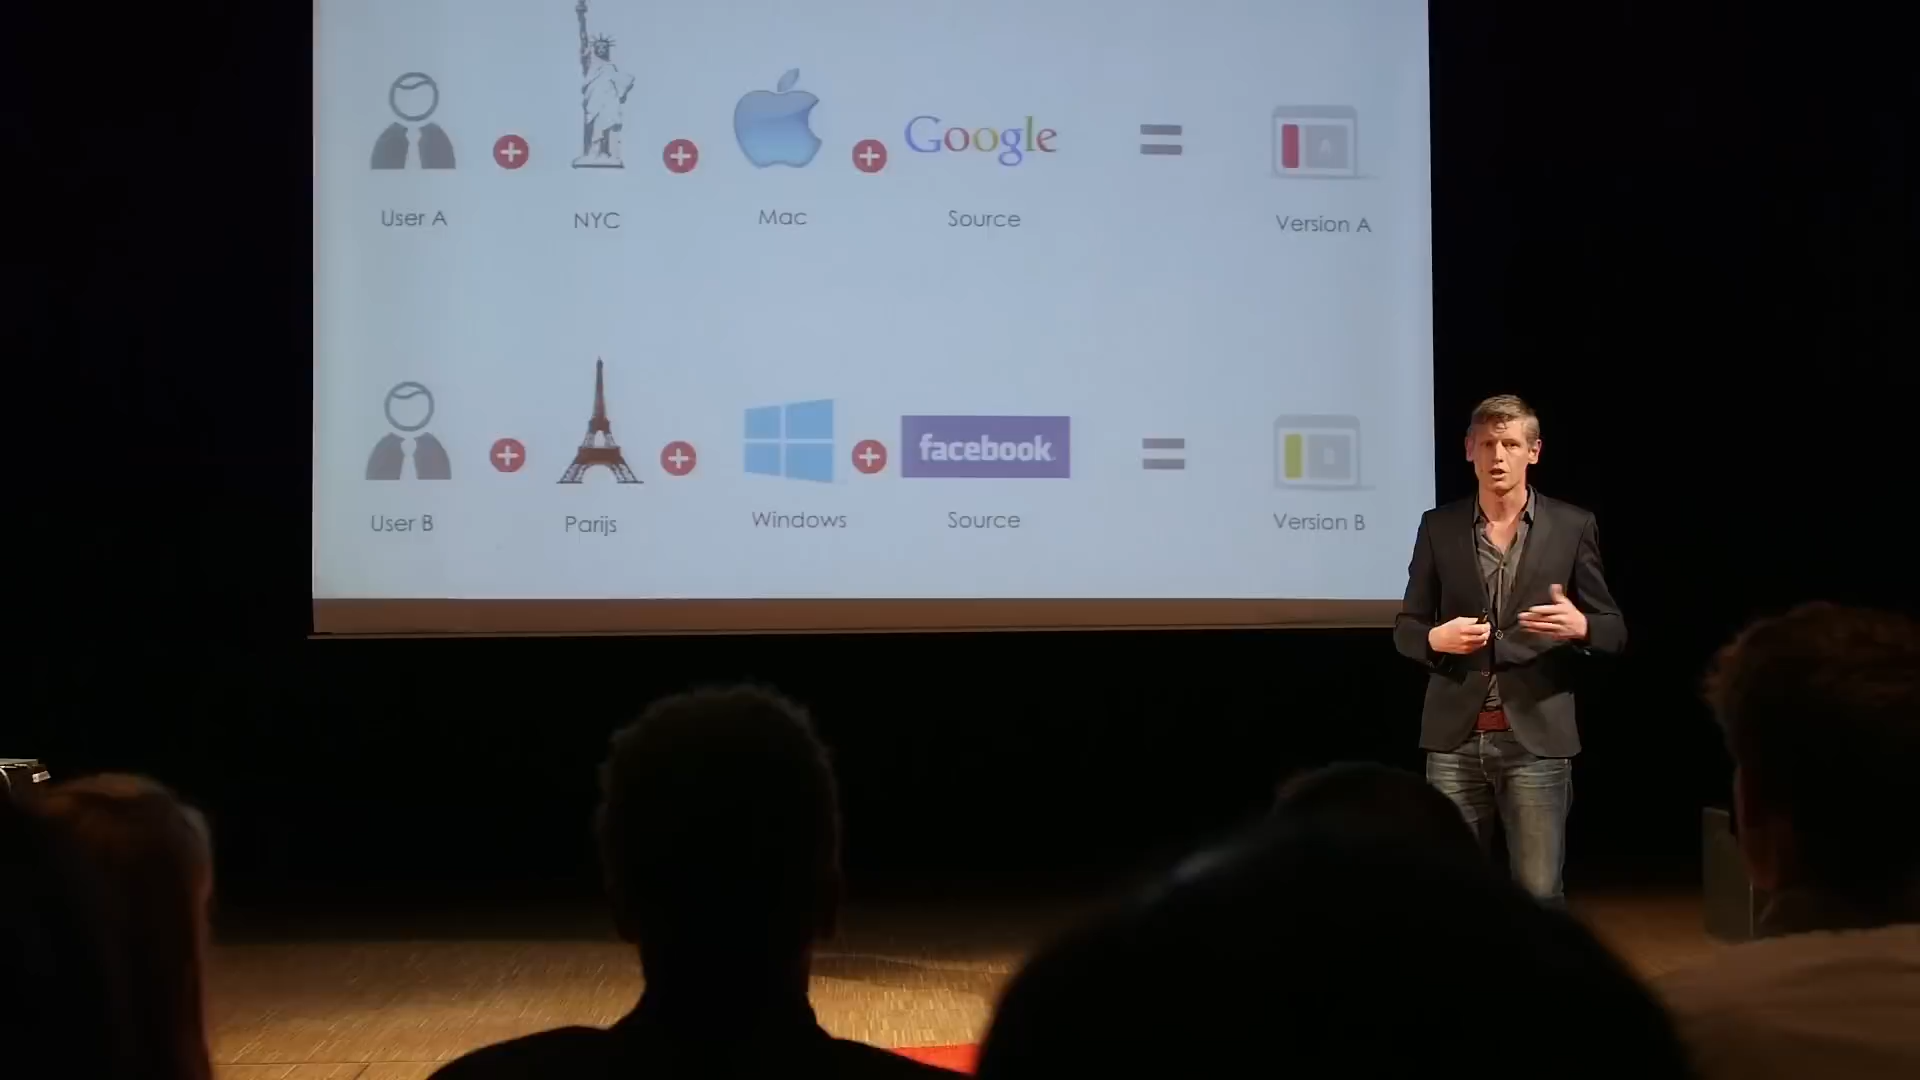 Google
User A
NYC
Mac
Source
Version A
A
facebook
User B
Parijs
Windows
Source
Version B